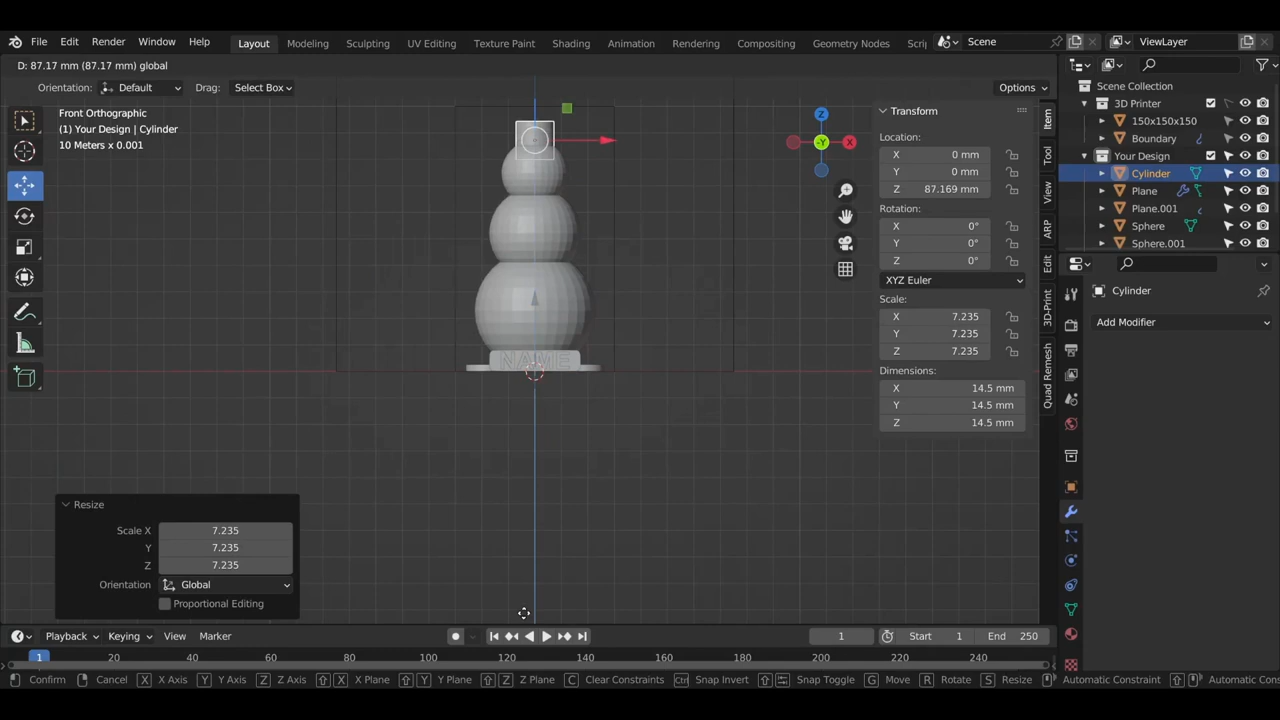 File Edit Render Window Help Layout Modeling Sculpting UV Editing Texture Paint Shading Animation Rendering Compositing Geometry Nodes Scrip Scene ViewLayer
D: 87.17 mm (87.17 mm) global
Orientation: Default Drag: Select Box Options
Front Orthographic
(1) Your Design | Cylinder
10 Meters x 0.001
Z
-Y
X
Transform
Location:
X 0 mm
Y 0 mm
Z 87.169 mm
Rotation:
X 0°
Y 0°
Z 0°
XYZ Euler
Scale:
X 7.235
Y 7.235
Z 7.235
Dimensions:
X 14.5 mm
Y 14.5 mm
Z 14.5 mm
Item
Tool
View
ARP
Edit
3D-Print
Quad Remesh
Scene Collection
3D Printer
150x150x150
Boundary
Your Design
Cylinder
Plane
Plane.001
Sphere
Sphere.001
Cylinder
Add Modifier
NAME
Resize
Scale X 7.235
Y 7.235
Z 7.235
Orientation Global
Proportional Editing
Playback Keying View Marker 1 Start 1 End 250
1 20 40 60 80 100 120 140 160 180 200 220 240
Confirm Cancel X X Axis Y Y Axis Z Z Axis X X Plane Y Y Plane Z Z Plane C Clear Constraints Ctrl Snap Invert Snap Toggle G Move R Rotate S Resize Automatic Constraint Automatic Cons